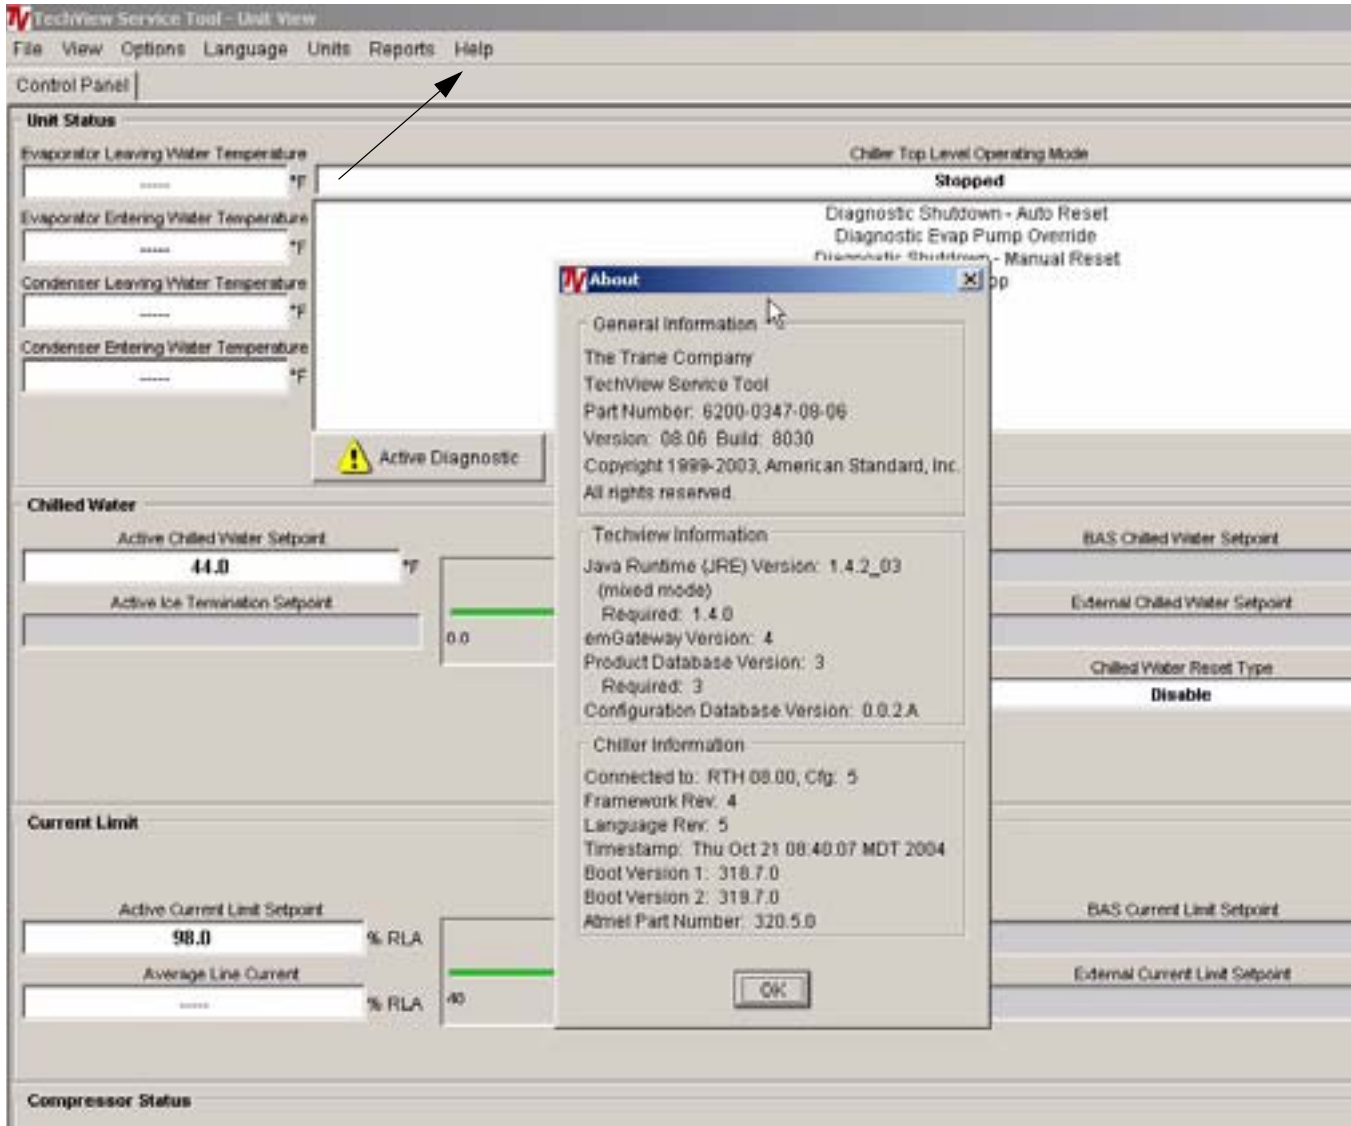 TechView Service Tool - Unit View
File View Options Language Units Reports Help
Control Panel
Unit Status
Evaporator Leaving Water Temperature
----- °F
Evaporator Entering Water Temperature
----- °F
Condenser Leaving Water Temperature
----- °F
Condenser Entering Water Temperature
----- °F
Chiller Top Level Operating Mode
Stopped
Diagnostic Shutdown - Auto Reset
Diagnostic Evap Pump Override
Diagnostic Shutdown - Manual Reset
op
Active Diagnostic
Chilled Water
Active Chilled Water Setpoint
44.0 °F
Active Ice Termination Setpoint
0.0
BAS Chilled Water Setpoint
External Chilled Water Setpoint
Chilled Water Reset Type
Disable
Current Limit
Active Current Limit Setpoint
98.0 % RLA
Average Line Current
----- % RLA
40
BAS Current Limit Setpoint
External Current Limit Setpoint
Compressor Status
About
General Information
The Trane Company
TechView Service Tool
Part Number: 6200-0347-08-06
Version: 08.06 Build: 8030
Copyright 1999-2003, American Standard, Inc.
All rights reserved.
Techview Information
Java Runtime (JRE) Version: 1.4.2_03
(mixed mode)
Required: 1.4.0
emGateway Version: 4
Product Database Version: 3
Required: 3
Configuration Database Version: 0.0.2.A
Chiller Information
Connected to: RTH 08.00, Cfg: 5
Framework Rev: 4
Language Rev: 5
Timestamp: Thu Oct 21 08:40:07 MDT 2004
Boot Version 1: 318.7.0
Boot Version 2: 319.7.0
Atmel Part Number: 320.5.0
OK